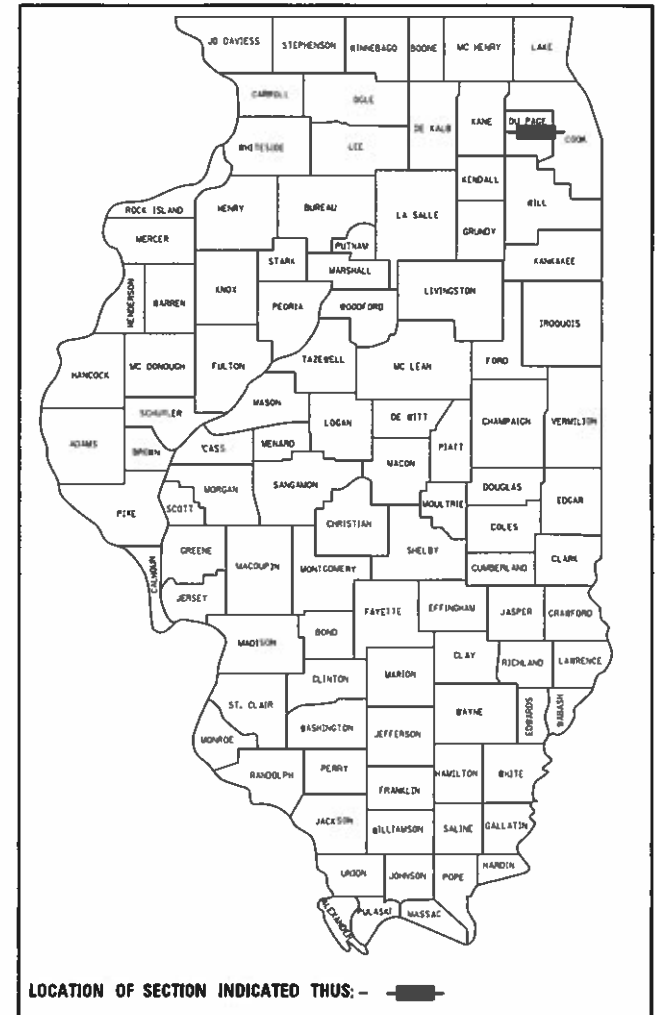 JO DAVIESS STEPHENSON WINNEBAGO BOONE MC HENRY LAKE
CARROLL OGLE DE KALB KANE DU PAGE COOK
WHITESIDE LEE
KENDALL WILL
ROCK ISLAND HENRY BUREAU LA SALLE GRUNDY
MERCER PUTNAM KANKAKEE
STARK MARSHALL
HENDERSON WARREN KNOX PEORIA WOODFORD LIVINGSTON IROQUOIS
HANCOCK MC DONOUGH FULTON TAZEWELL MC LEAN FORD
MASON
SCHUYLER LOGAN DE WITT CHAMPAIGN VERMILION
ADAMS BROWN CASS MENARD MACON PIATT
PIKE SCOTT MORGAN SANGAMON CHRISTIAN MOULTRIE DOUGLAS EDGAR
COLES
CALHOUN GREENE MACOUPIN MONTGOMERY SHELBY CUMBERLAND CLARK
JERSEY FAYETTE EFFINGHAM JASPER CRAWFORD
MADISON BOND CLAY RICHLAND LAWRENCE
CLINTON MARION
ST. CLAIR WAYNE EDWARDS WABASH
MONROE WASHINGTON JEFFERSON
RANDOLPH PERRY HAMILTON WHITE
FRANKLIN
JACKSON WILLIAMSON SALINE GALLATIN
UNION JOHNSON POPE HARDIN
ALEXANDER PULASKI MASSAC
LOCATION OF SECTION INDICATED THUS: -